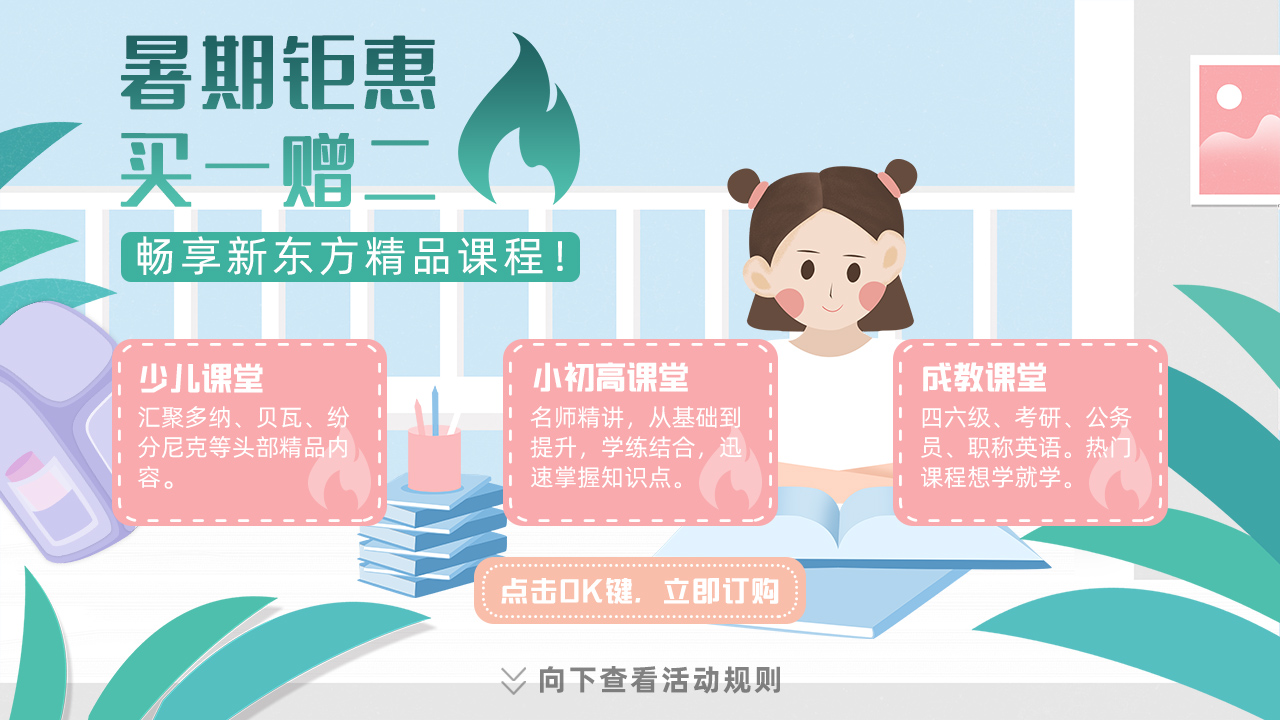 暑期钜惠
买一赠二
畅享新东方精品课程!
少儿课堂
汇聚多纳、贝瓦、纷
分尼克等头部精品内
容。
小初高课堂
名师精讲，从基础到
提升，学练结合，迅
速掌握知识点。
成教课堂
四六级、考研、公务
员、职称英语。热门
课程想学就学。
点击OK键. 立即订购
向下查看活动规则